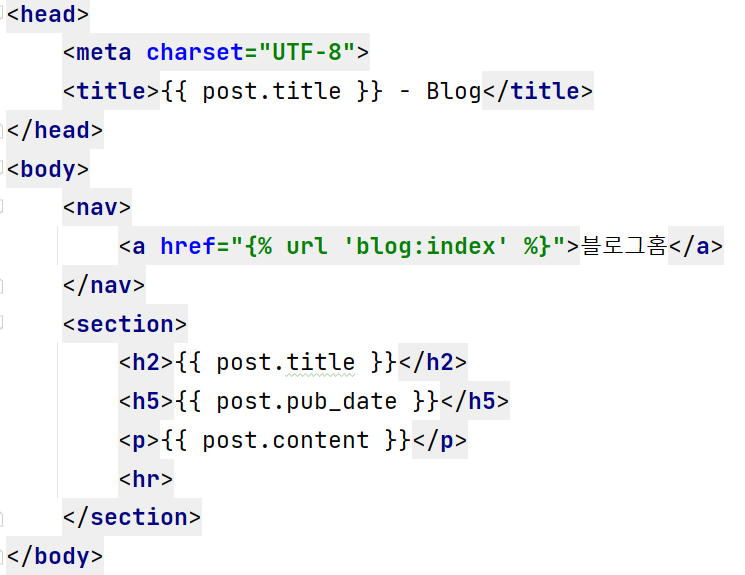 <head>
    <meta charset="UTF-8">
    <title>{{ post.title }} - Blog</title>
</head>
<body>
    <nav>
        <a href="{% url 'blog:index' %}">블로그홈</a>
    </nav>
    <section>
        <h2>{{ post.title }}</h2>
        <h5>{{ post.pub_date }}</h5>
        <p>{{ post.content }}</p>
        <hr>
    </section>
</body>